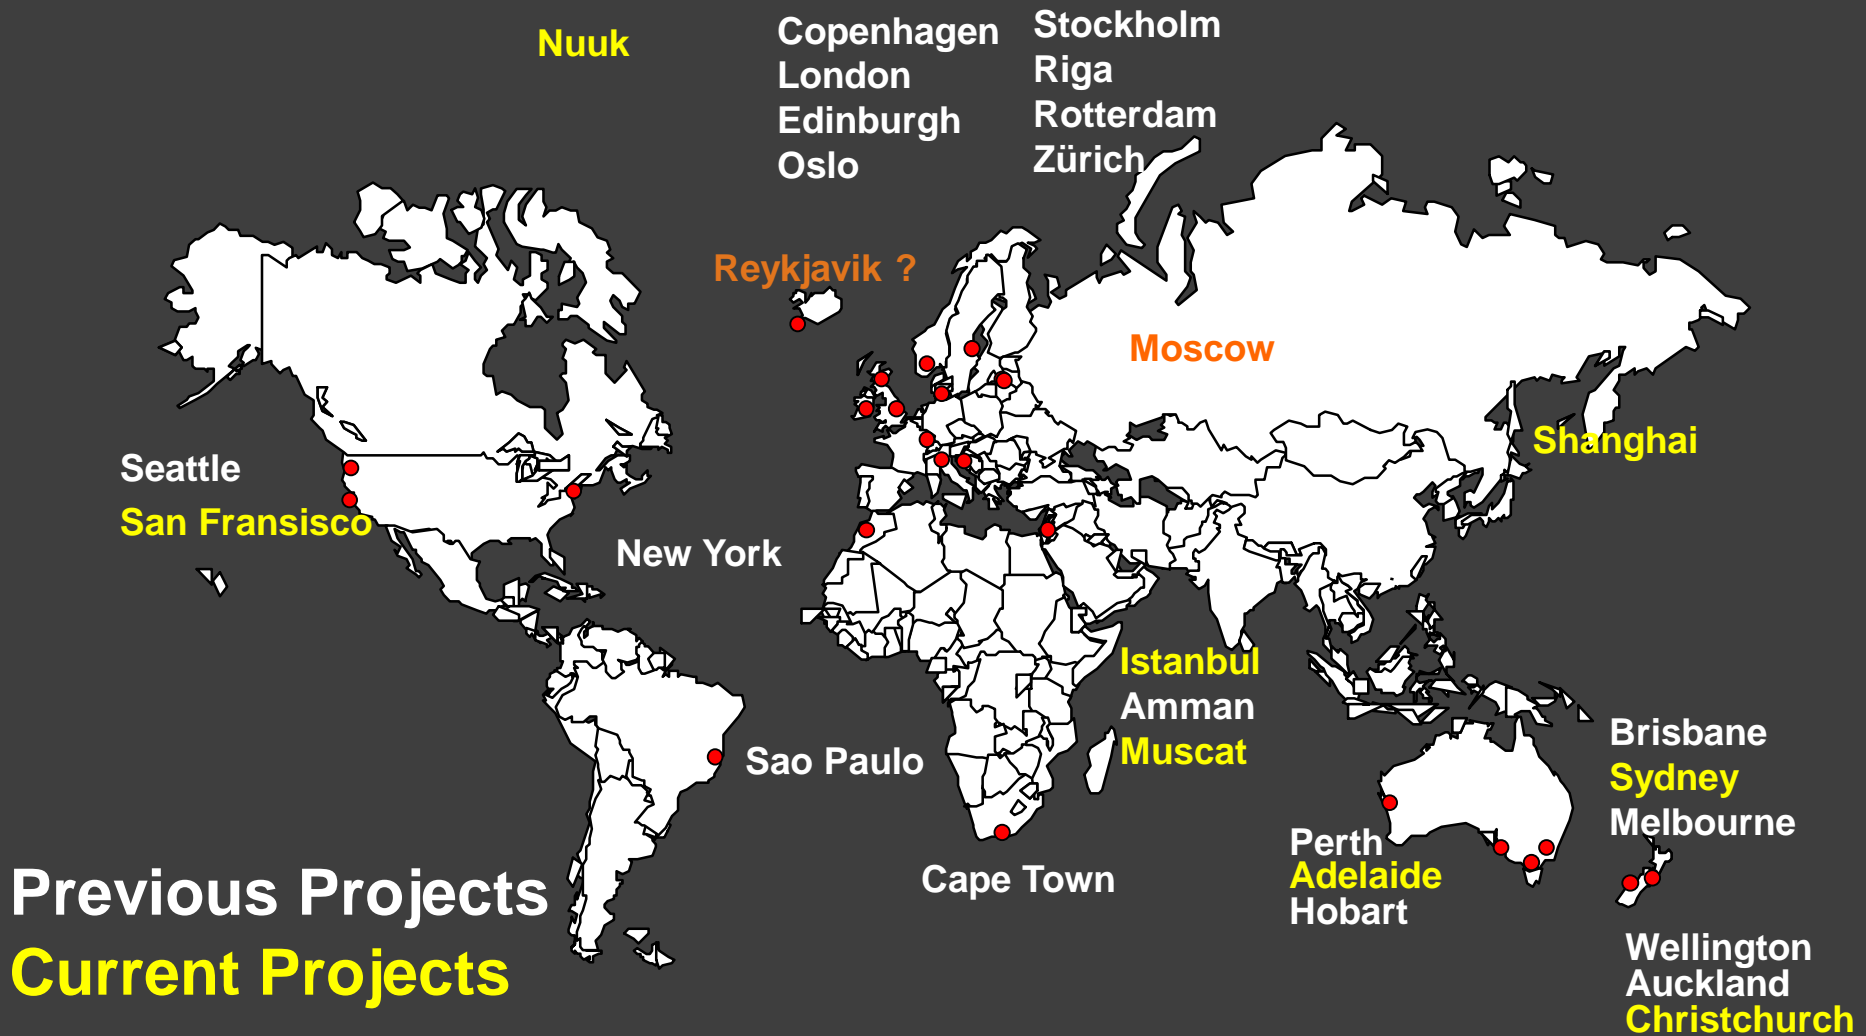 Nuuk
Copenhagen
London
Edinburgh
Oslo
Stockholm
Riga
Rotterdam
Zürich
Reykjavik ?
Moscow
Shanghai
Seattle
San Fransisco
New York
Istanbul
Amman
Muscat
Sao Paulo
Brisbane
Sydney
Melbourne
Perth
Adelaide
Hobart
Cape Town
Previous Projects
Current Projects
Wellington
Auckland
Christchurch